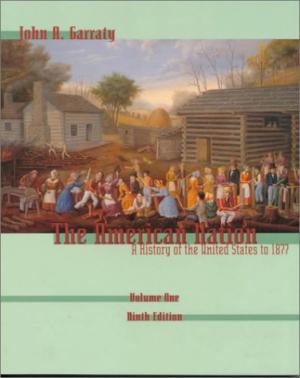 John A. Garraty
The American Nation
A History of the United States to 1877
Volume One
Ninth Edition